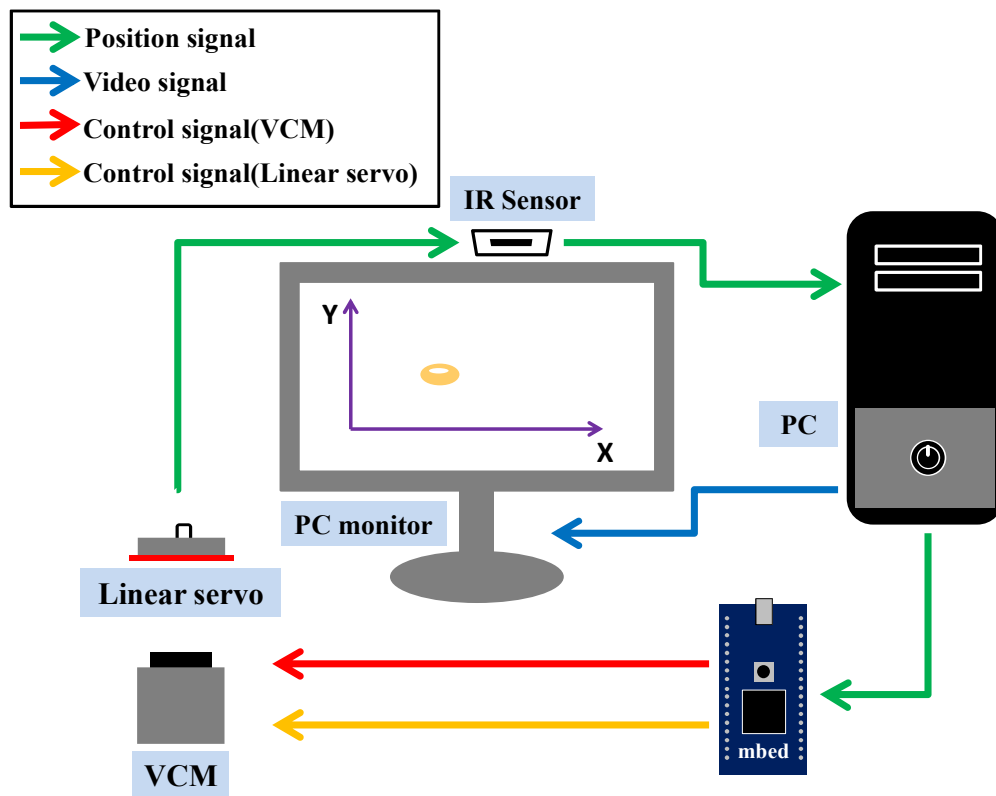 Position signal
Video signal
Control signal(VCM)
Control signal(Linear servo)
IR Sensor
Y
X
PC
PC monitor
Linear servo
mbed
VCM